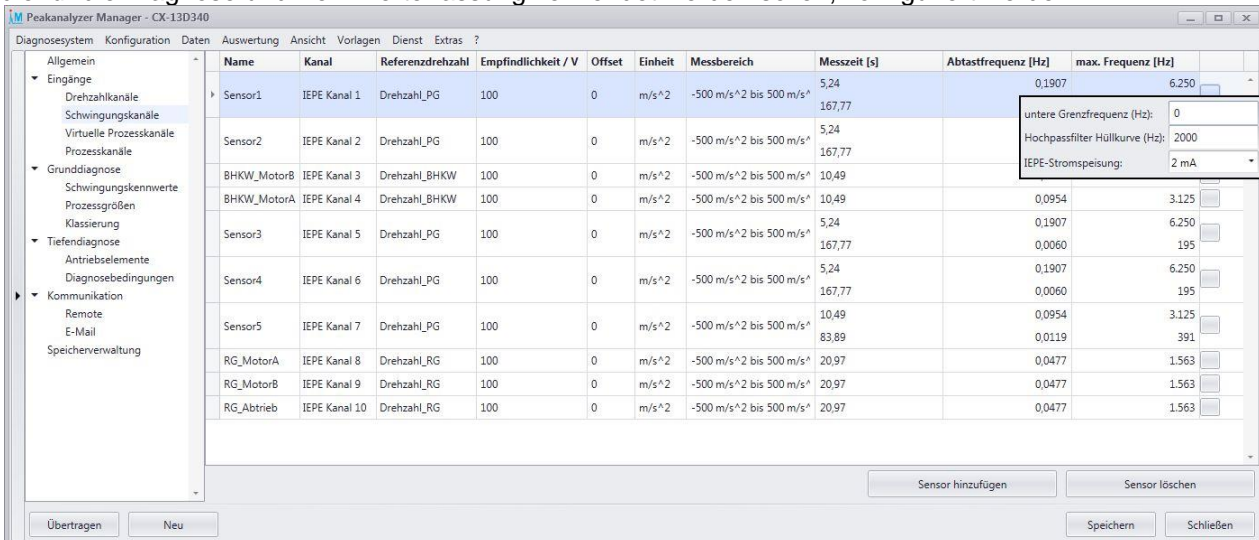 Peakanalyzer Manager - CX-13D340
Diagnosesystem Konfiguration Daten Auswertung Ansicht Vorlagen Dienst Extras ?
Allgemein
Eingänge
Drehzahlkanäle
Schwingungskanäle
Virtuelle Prozesskanäle
Prozesskanäle
Grunddiagnose
Schwingungskennwerte
Prozessgrößen
Klassierung
Tiefendiagnose
Antriebselemente
Diagnosebedingungen
Kommunikation
Remote
E-Mail
Speicherverwaltung
Name Kanal Referenzdrehzahl Empfindlichkeit / V Offset Einheit Messbereich Messzeit [s] Abtastfrequenz [Hz] max. Frequenz [Hz]
Sensor1 IEPE Kanal 1 Drehzahl_PG 100 0 m/s^2 -500 m/s^2 bis 500 m/s^ 5,24 0,1907 6.250
167,77
untere Grenzfrequenz (Hz): 0
Hochpassfilter Hüllkurve (Hz): 2000
IEPE-Stromspeisung: 2 mA
Sensor2 IEPE Kanal 2 Drehzahl_PG 100 0 m/s^2 -500 m/s^2 bis 500 m/s^ 5,24
167,77
BHKW_MotorB IEPE Kanal 3 Drehzahl_BHKW 100 0 m/s^2 -500 m/s^2 bis 500 m/s^ 10,49
BHKW_MotorA IEPE Kanal 4 Drehzahl_BHKW 100 0 m/s^2 -500 m/s^2 bis 500 m/s^ 10,49 0,0954 3.125
Sensor3 IEPE Kanal 5 Drehzahl_PG 100 0 m/s^2 -500 m/s^2 bis 500 m/s^ 5,24 0,1907 6.250
167,77 0,0060 195
Sensor4 IEPE Kanal 6 Drehzahl_PG 100 0 m/s^2 -500 m/s^2 bis 500 m/s^ 5,24 0,1907 6.250
167,77 0,0060 195
Sensor5 IEPE Kanal 7 Drehzahl_PG 100 0 m/s^2 -500 m/s^2 bis 500 m/s^ 10,49 0,0954 3.125
83,89 0,0119 391
RG_MotorA IEPE Kanal 8 Drehzahl_RG 100 0 m/s^2 -500 m/s^2 bis 500 m/s^ 20,97 0,0477 1.563
RG_MotorB IEPE Kanal 9 Drehzahl_RG 100 0 m/s^2 -500 m/s^2 bis 500 m/s^ 20,97 0,0477 1.563
RG_Abtrieb IEPE Kanal 10 Drehzahl_RG 100 0 m/s^2 -500 m/s^2 bis 500 m/s^ 20,97 0,0477 1.563
Sensor hinzufügen Sensor löschen
Übertragen Neu Speichern Schließen